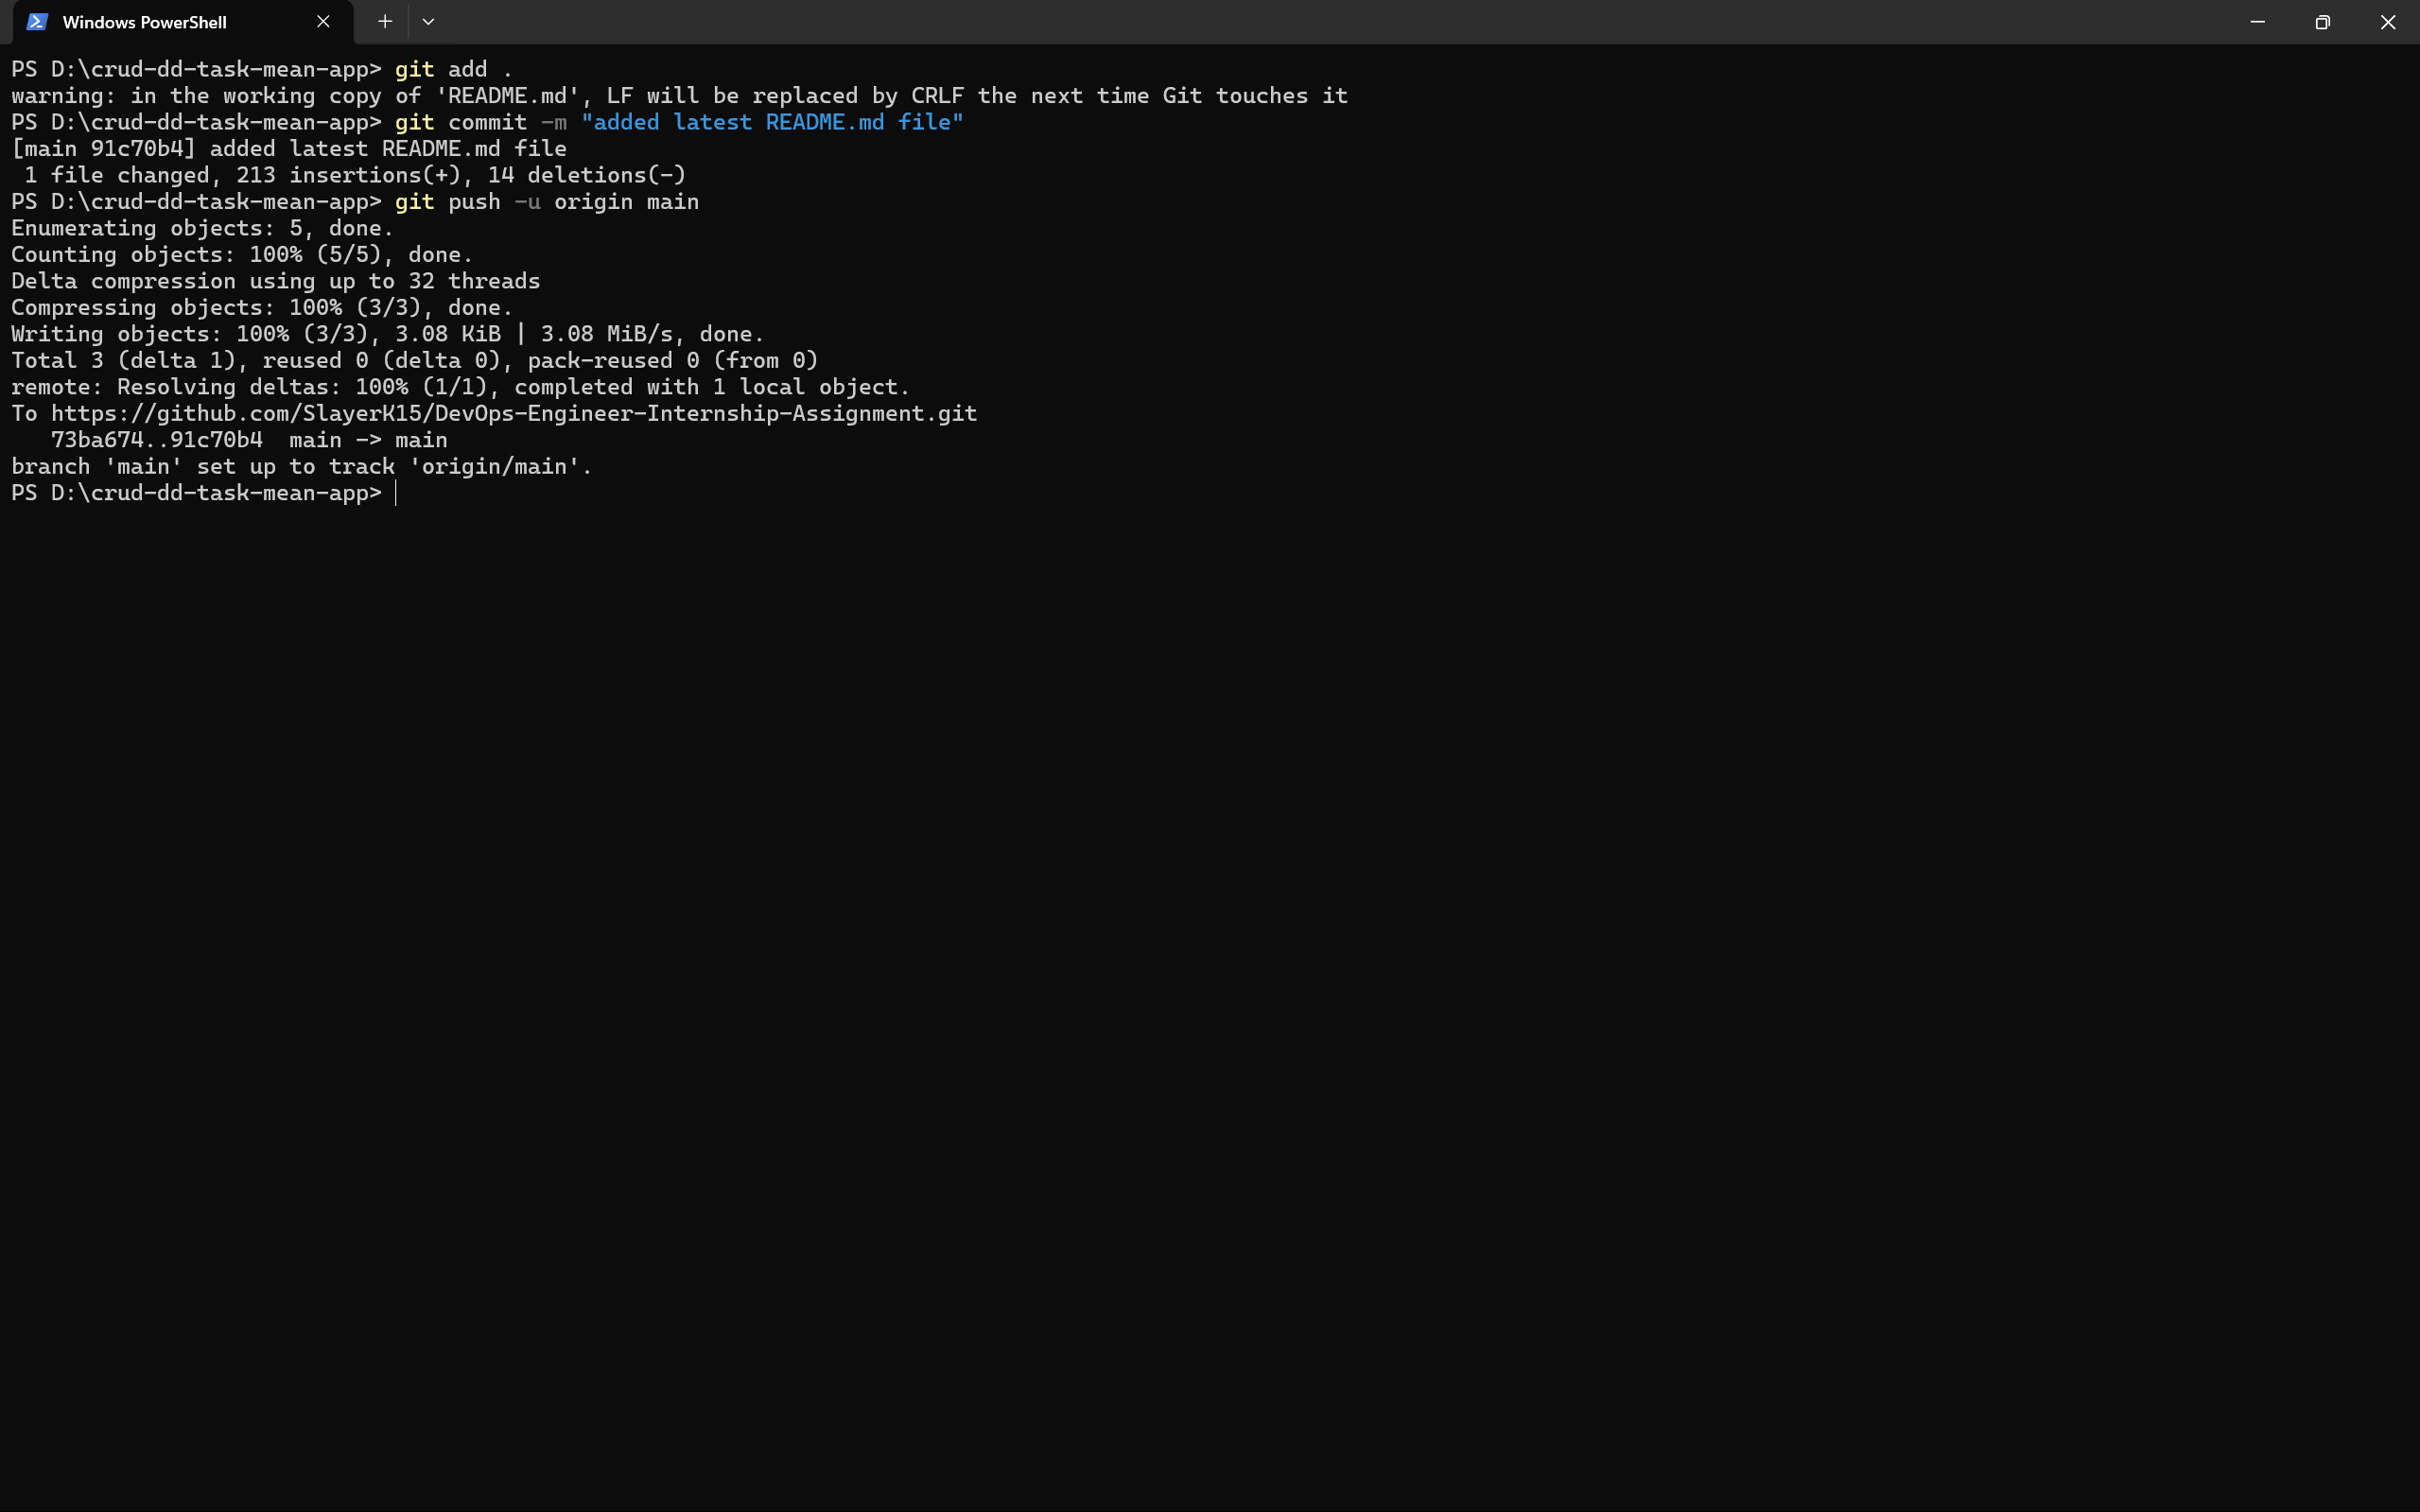 Windows PowerShell
PS D:\crud-dd-task-mean-app> git add .
warning: in the working copy of 'README.md', LF will be replaced by CRLF the next time Git touches it
PS D:\crud-dd-task-mean-app> git commit -m "added latest README.md file"
[main 91c70b4] added latest README.md file
 1 file changed, 213 insertions(+), 14 deletions(-)
PS D:\crud-dd-task-mean-app> git push -u origin main
Enumerating objects: 5, done.
Counting objects: 100% (5/5), done.
Delta compression using up to 32 threads
Compressing objects: 100% (3/3), done.
Writing objects: 100% (3/3), 3.08 KiB | 3.08 MiB/s, done.
Total 3 (delta 1), reused 0 (delta 0), pack-reused 0 (from 0)
remote: Resolving deltas: 100% (1/1), completed with 1 local object.
To https://github.com/SlayerK15/DevOps-Engineer-Internship-Assignment.git
   73ba674..91c70b4  main -> main
branch 'main' set up to track 'origin/main'.
PS D:\crud-dd-task-mean-app>